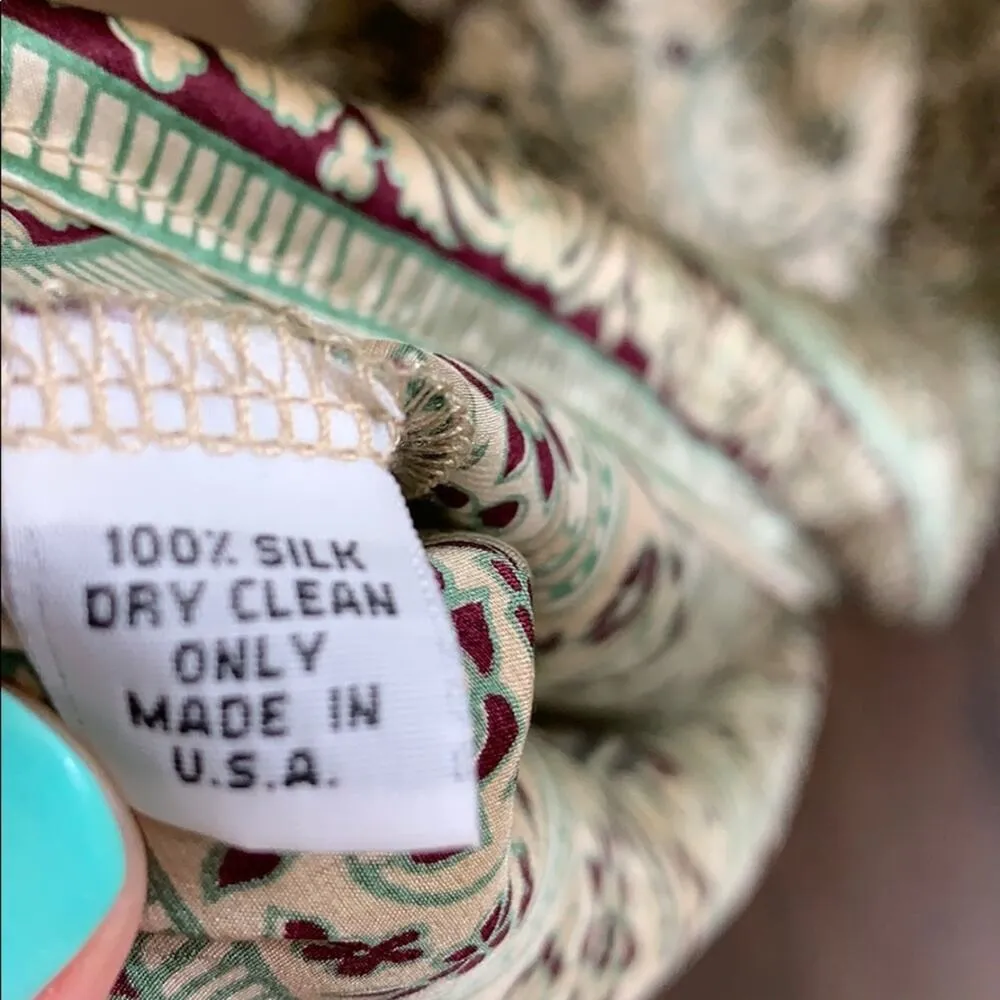 100% SILK
DRY CLEAN
ONLY
MADE IN
U.S.A.